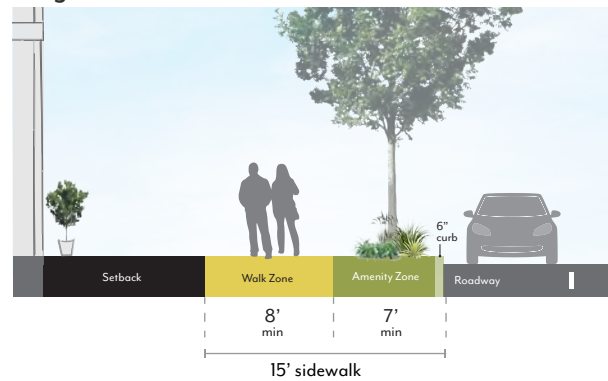 6"
curb
Setback
Walk Zone
Amenity Zone
Roadway
8'
min
7'
min
15' sidewalk